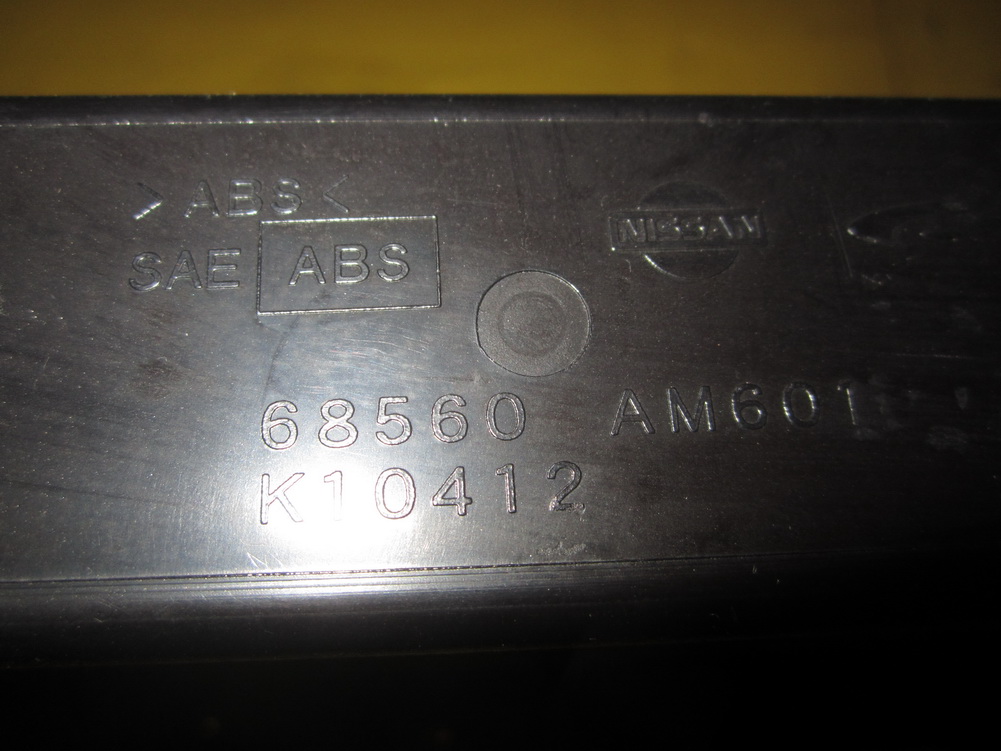 >ABS<
NISSAN
SAE ABS
68560 AM601
K10412